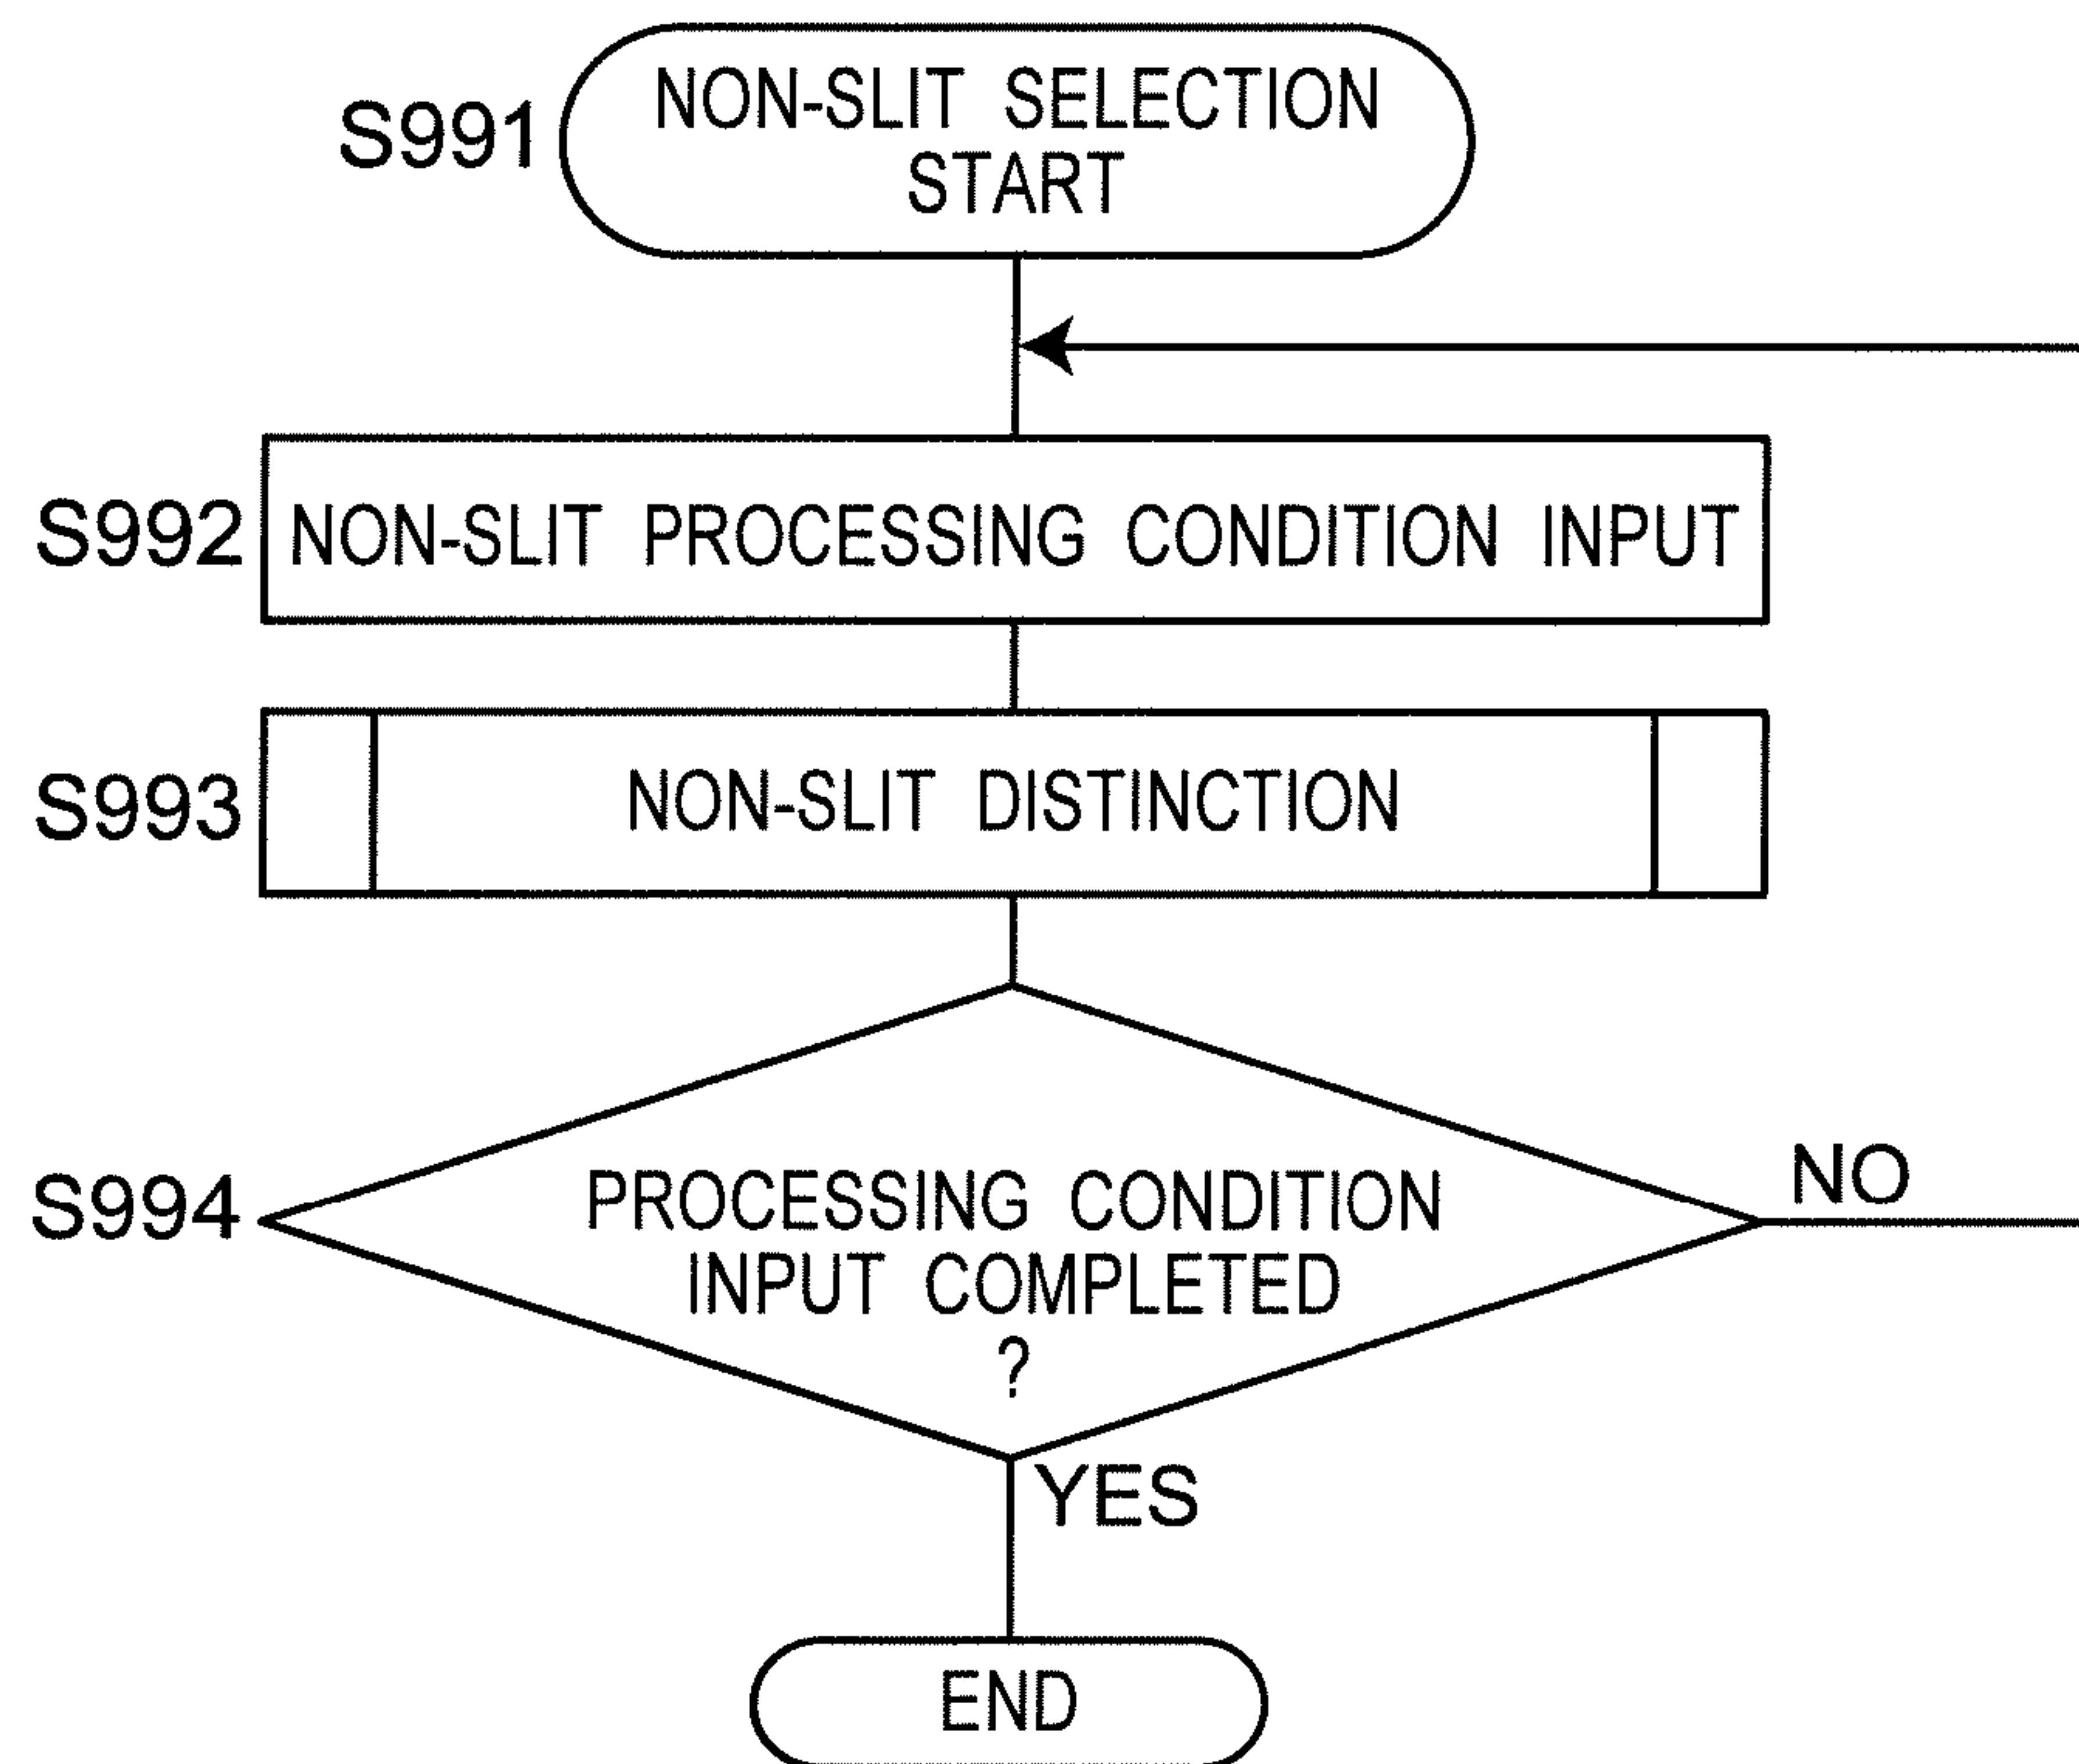 S991
NON-SLIT SELECTION
START
S992
NON-SLIT PROCESSING CONDITION INPUT
S993
NON-SLIT DISTINCTION
S994
PROCESSING CONDITION
INPUT COMPLETED
?
NO
YES
END